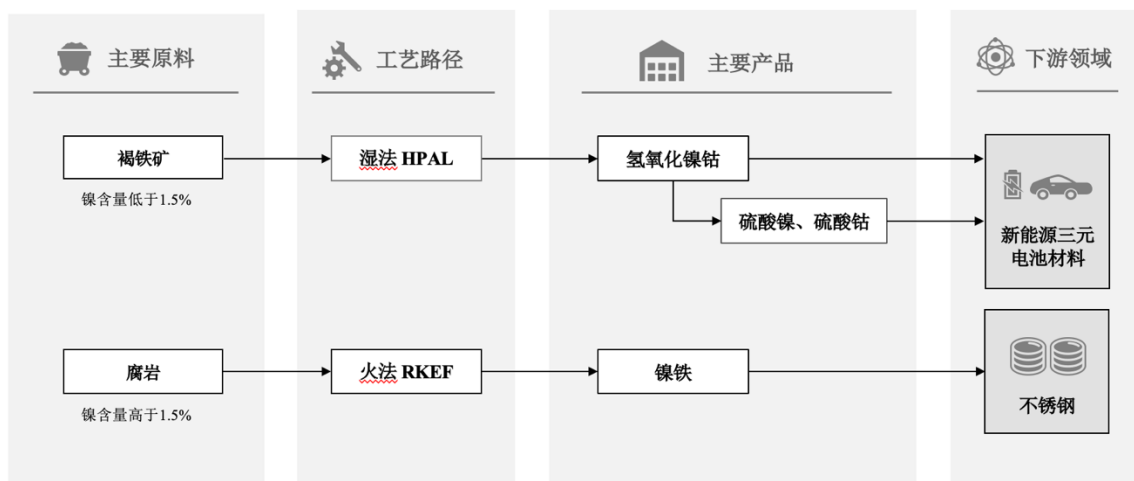 主要原料
工艺路径
主要产品
下游领域
褐铁矿
湿法 HPAL
氢氧化镍钴
镍含量低于1.5%
硫酸镍、硫酸钴
新能源三元
电池材料
腐岩
火法 RKEF
镍铁
镍含量高于1.5%
不锈钢